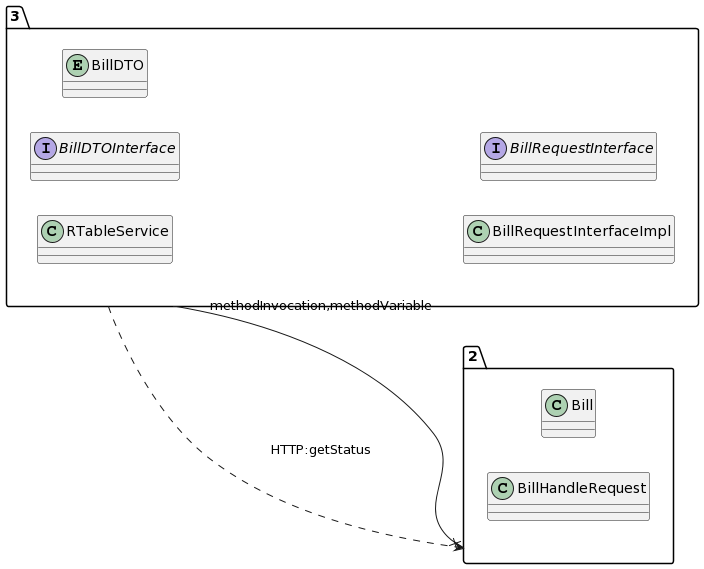 3
E BillDTO
I BillDTOInterface
I BillRequestInterface
C RTableService
C BillRequestInterfaceImpl
methodInvocation,methodVariable
2
C Bill
HTTP:getStatus
C BillHandleRequest